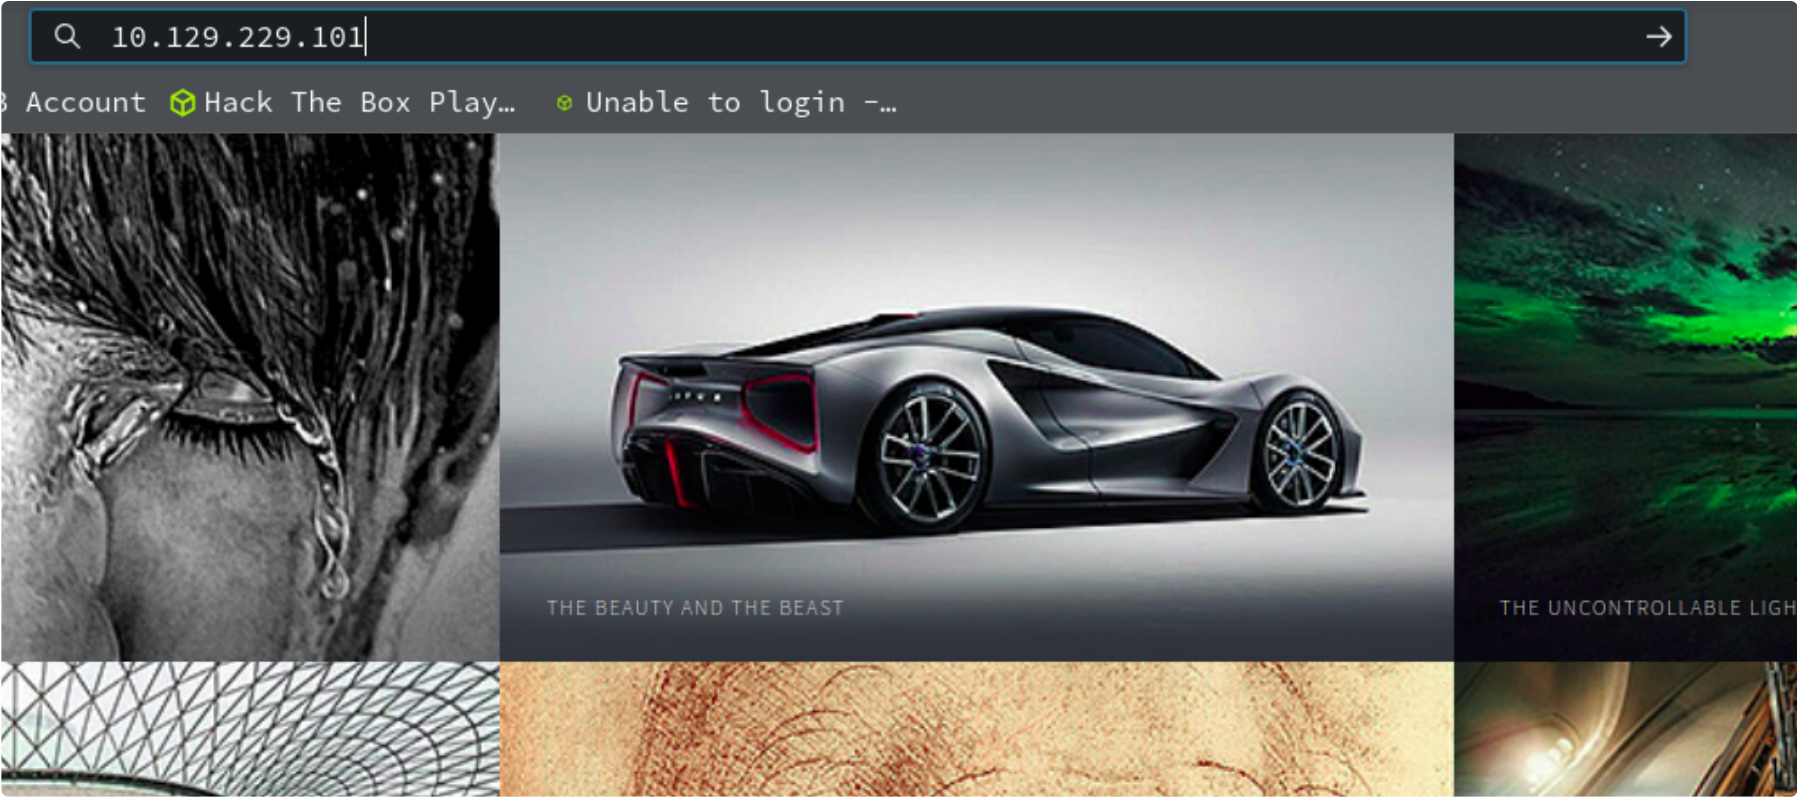 10.129.229.101
Account Hack The Box Play… Unable to login -…
THE BEAUTY AND THE BEAST THE UNCONTROLLABLE LIGH